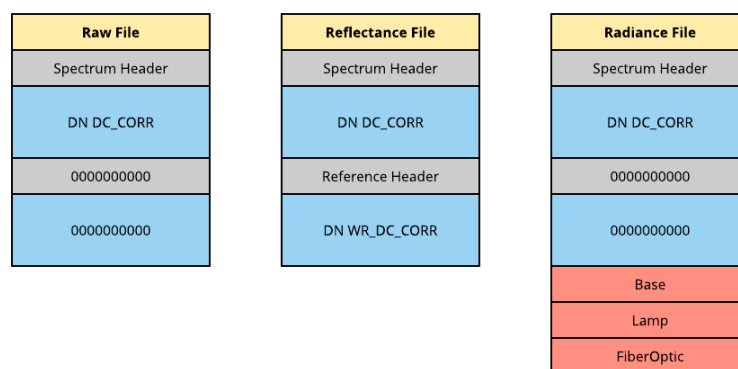 Raw File
Spectrum Header
DN DC_CORR
0000000000
0000000000
Reflectance File
Spectrum Header
DN DC_CORR
Reference Header
DN WR_DC_CORR
Radiance File
Spectrum Header
DN DC_CORR
0000000000
0000000000
Base
Lamp
FiberOptic